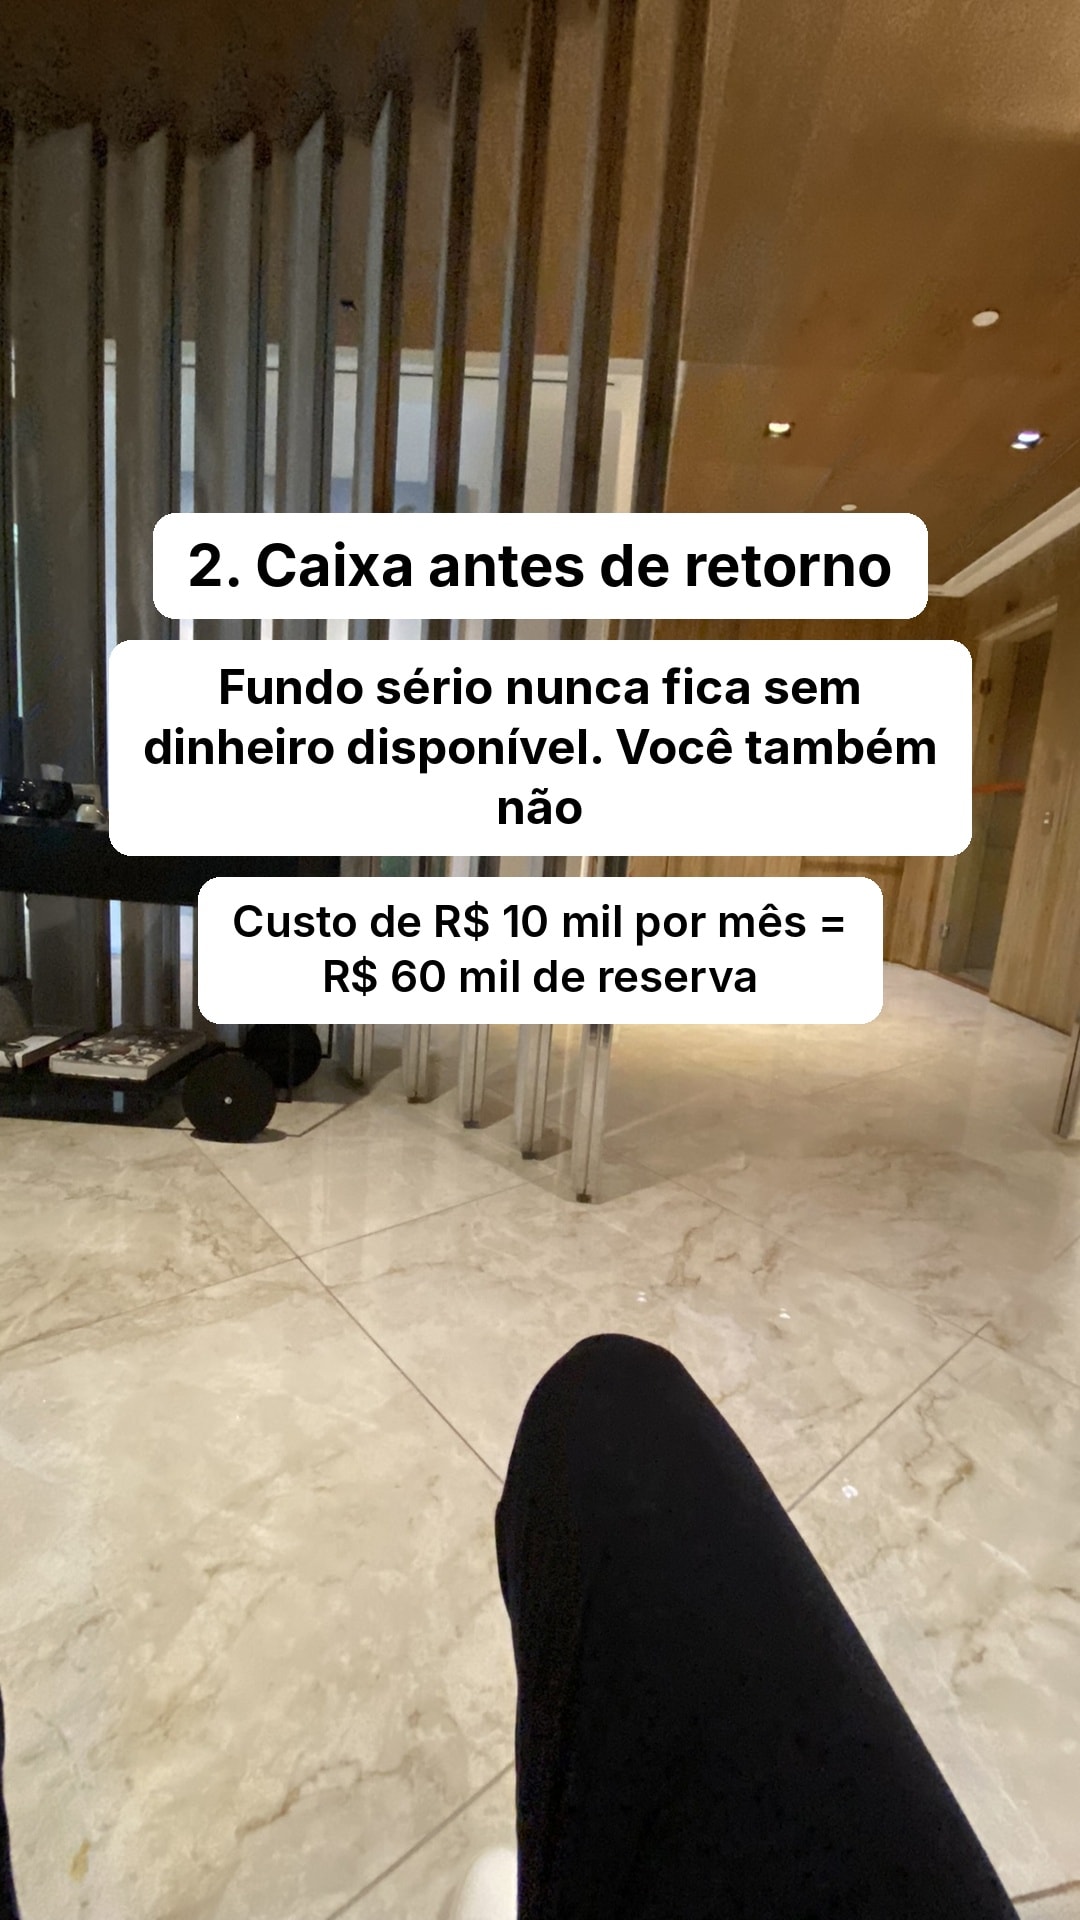 2. Caixa antes de retorno
Fundo sério nunca fica sem
dinheiro disponível. Você também
não
Custo de R$ 10 mil por mês =
R$ 60 mil de reserva